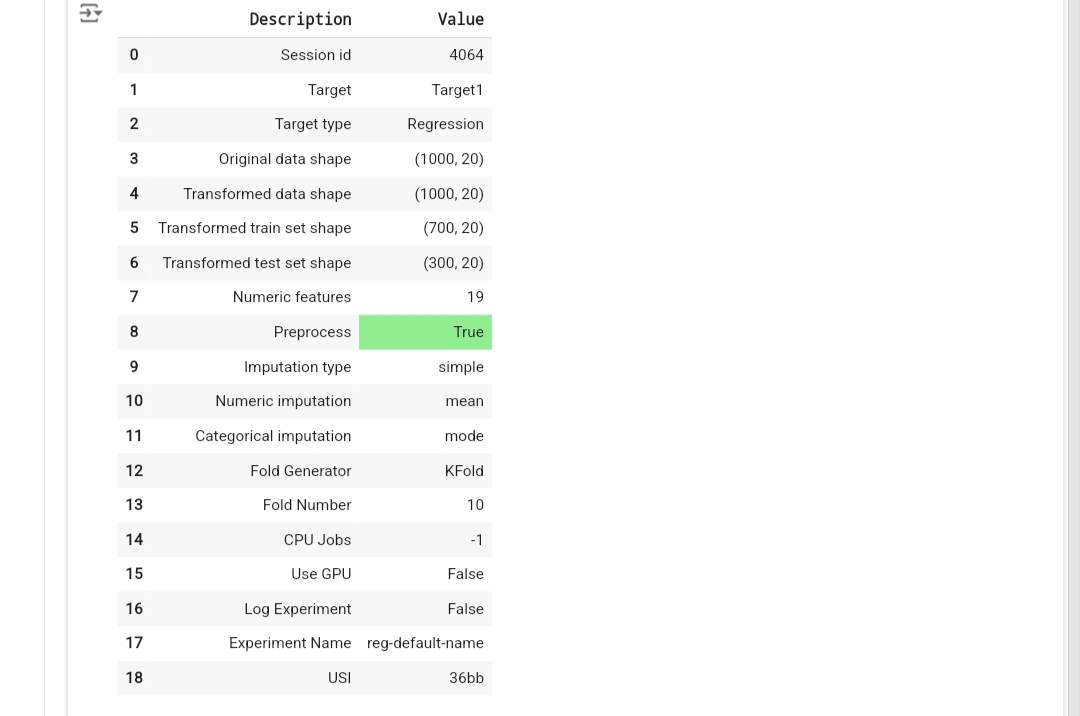 Description Value
0 Session id 4064
1 Target Target1
2 Target type Regression
3 Original data shape (1000, 20)
4 Transformed data shape (1000, 20)
5 Transformed train set shape (700, 20)
6 Transformed test set shape (300, 20)
7 Numeric features 19
8 Preprocess True
9 Imputation type simple
10 Numeric imputation mean
11 Categorical imputation mode
12 Fold Generator KFold
13 Fold Number 10
14 CPU Jobs -1
15 Use GPU False
16 Log Experiment False
17 Experiment Name reg-default-name
18 USI 36bb